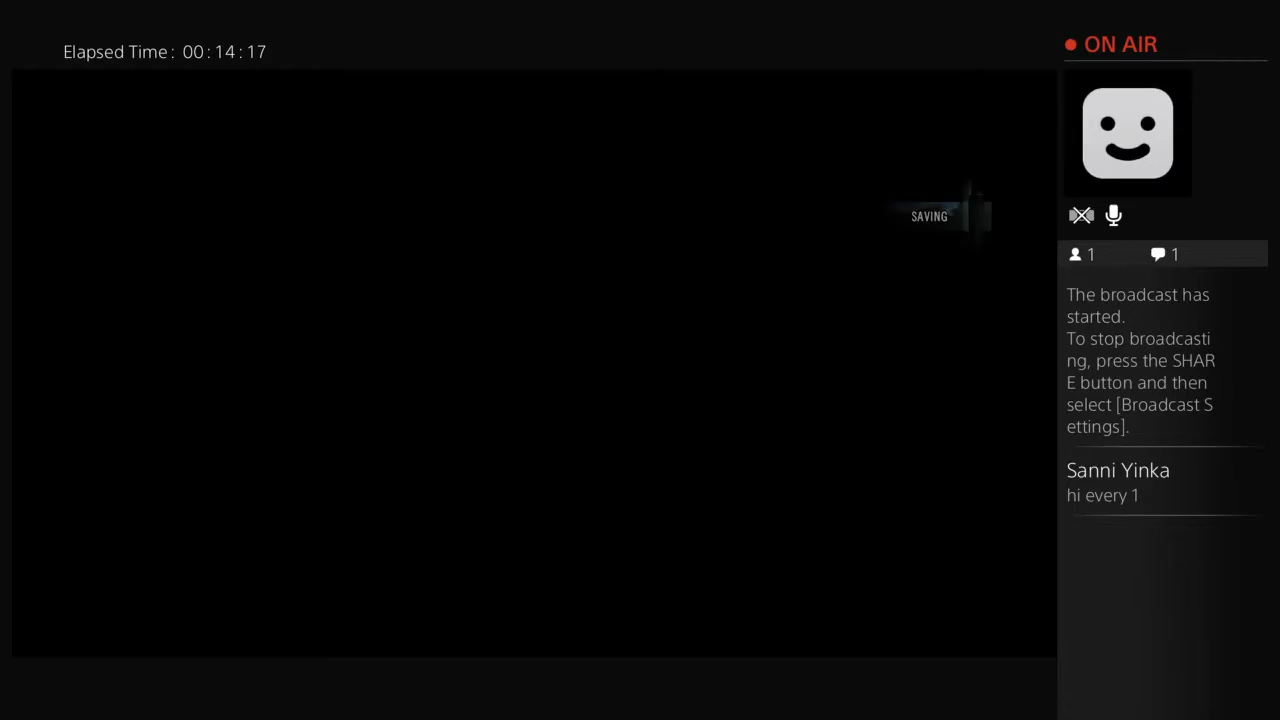 Elapsed Time: 00:14:17
ON AIR
SAVING
1 1
The broadcast has
started.
To stop broadcasti
ng, press the SHAR
E button and then
select [Broadcast S
ettings].
Sanni Yinka
hi every 1